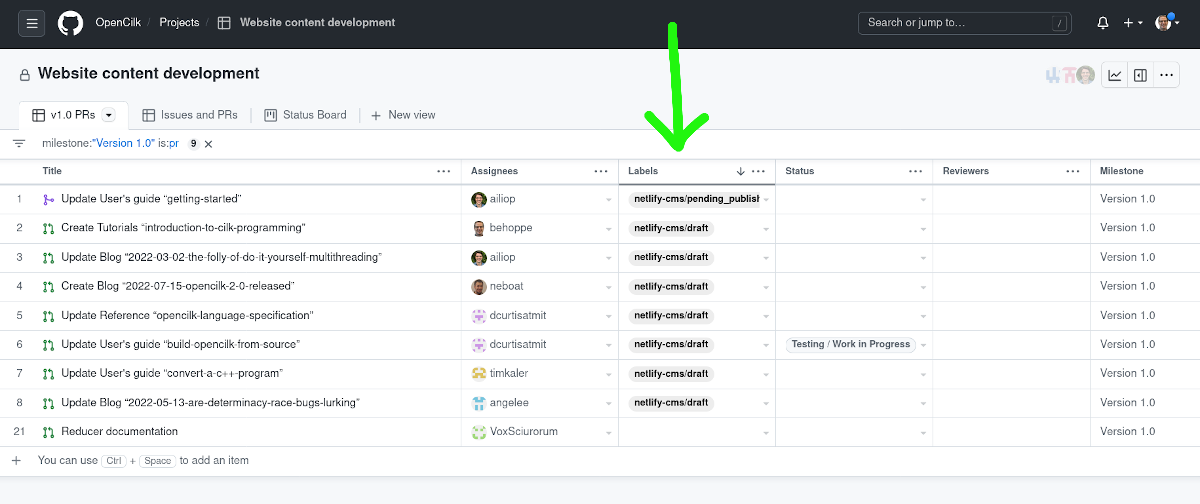 OpenCilk / Projects / Website content development Search or jump to… /
Website content development
v1.0 PRs Issues and PRs Status Board + New view
milestone:"Version 1.0" is:pr 9 ×
Title ... Assignees ... Labels ↓ ... Status ... Reviewers ... Milestone
1 Update User's guide “getting-started” ailiop netlify-cms/pending_publish Version 1.0
2 Create Tutorials “introduction-to-cilk-programming” behoppe netlify-cms/draft Version 1.0
3 Update Blog “2022-03-02-the-folly-of-do-it-yourself-multithreading” ailiop netlify-cms/draft Version 1.0
4 Create Blog “2022-07-15-opencilk-2-0-released” neboat netlify-cms/draft Version 1.0
5 Update Reference “opencilk-language-specification” dcurtisatmit netlify-cms/draft Version 1.0
6 Update User's guide “build-opencilk-from-source” dcurtisatmit netlify-cms/draft Testing / Work in Progress Version 1.0
7 Update User's guide “convert-a-c++-program” timkaler netlify-cms/draft Version 1.0
8 Update Blog “2022-05-13-are-determinacy-race-bugs-lurking” angelee netlify-cms/draft Version 1.0
21 Reducer documentation VoxSciurorum Version 1.0
+ You can use Ctrl + Space to add an item